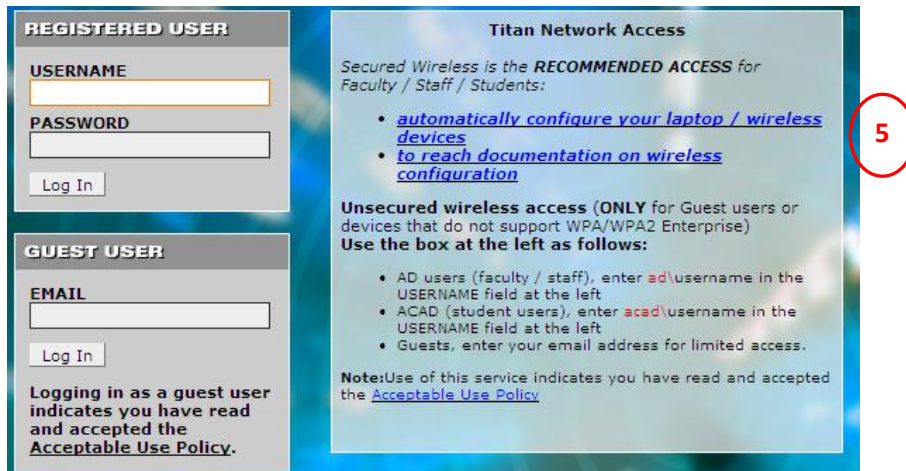 REGISTERED USER
USERNAME
PASSWORD
Log In
GUEST USER
EMAIL
Log In
Logging in as a guest user
indicates you have read
and accepted the
Acceptable Use Policy.
Titan Network Access
Secured Wireless is the RECOMMENDED ACCESS for
Faculty / Staff / Students:
• automatically configure your laptop / wireless
devices
• to reach documentation on wireless
configuration
Unsecured wireless access (ONLY for Guest users or
devices that do not support WPA/WPA2 Enterprise)
Use the box at the left as follows:
• AD users (faculty / staff), enter ad\username in the
USERNAME field at the left
• ACAD (student users), enter acad\username in the
USERNAME field at the left
• Guests, enter your email address for limited access.
Note:Use of this service indicates you have read and accepted
the Acceptable Use Policy
5